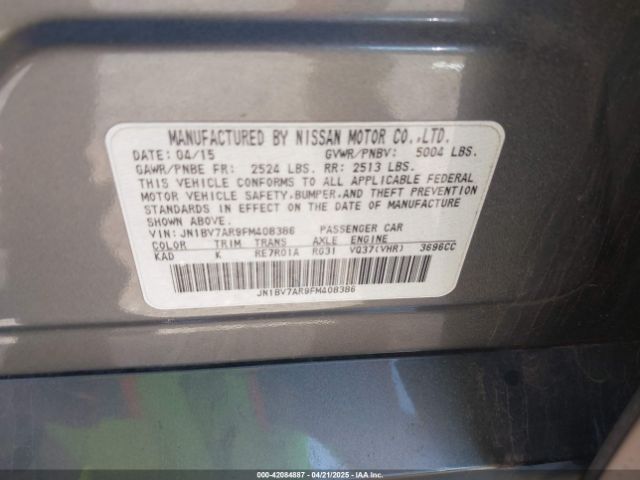 MANUFACTURED BY NISSAN MOTOR CO.,LTD.
DATE: 04/15 GVWR/PNBV: 5004 LBS.
GAWR/PNBE FR: 2524 LBS. RR: 2513 LBS.
THIS VEHICLE CONFORMS TO ALL APPLICABLE FEDERAL
MOTOR VEHICLE SAFETY,BUMPER,AND THEFT PREVENTION
STANDARDS IN EFFECT ON THE DATE OF MANUFACTURE
SHOWN ABOVE.
VIN: JN1BV7AR9FM408386 PASSENGER CAR
COLOR TRIM TRANS AXLE ENGINE
KAD K RE7R01A RG31 VQ37(VHR) 3696CC
JN1BV7AR9FM408386
000-42084887 | 04/21/2025 | IAAI.COM